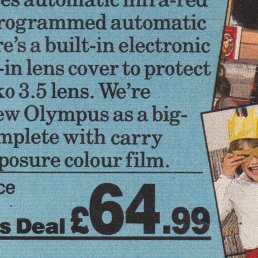 es automatic infra-red
rogrammed automatic
re's a built-in electronic
-in lens cover to protect
ko 3.5 lens. We're
ew Olympus as a big-
mplete with carry
posure colour film.
ce
s Deal £64.99